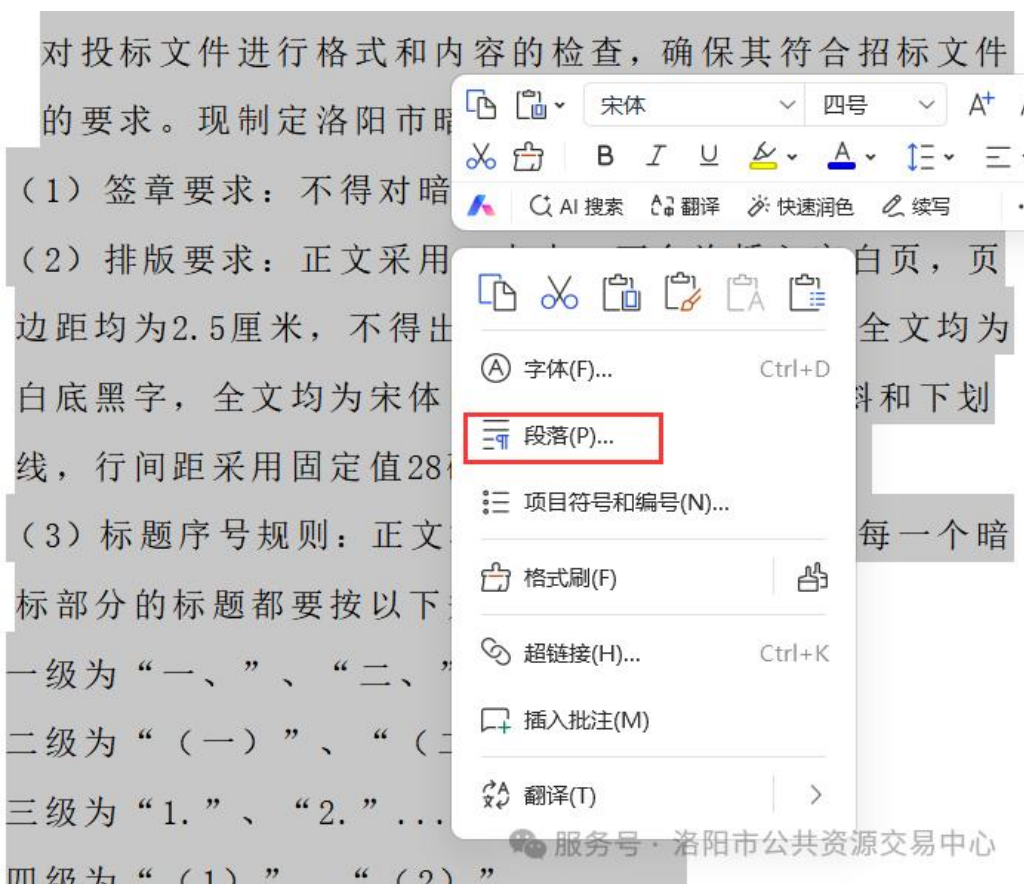 对投标文件进行格式和内容的检查，确保其符合招标文件
的要求。现制定洛阳市暗
宋体 四号 A+
B I U A
AI 搜索 翻译 快速润色 续写
（1）签章要求：不得对暗
（2）排版要求：正文采用
白页，页
边距均为2.5厘米，不得出
全文均为
白底黑字，全文均为宋体
和下划
线，行间距采用固定值28
（3）标题序号规则：正文
每一个暗
标部分的标题都要按以下
一级为“一、”、“二、”
二级为“（一）”、“（
三级为“1.”、“2.”...
四级为“（1）”、“（2）”
字体(F)... Ctrl+D
段落(P)...
项目符号和编号(N)...
格式刷(F)
超链接(H)... Ctrl+K
插入批注(M)
翻译(T)
服务号 · 洛阳市公共资源交易中心